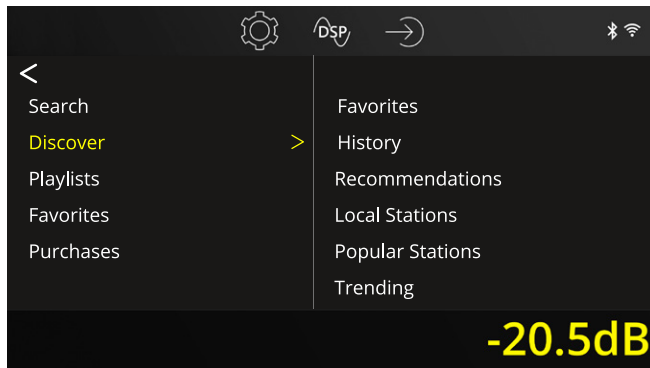 DSP
<
Search
Discover >
Playlists
Favorites
Purchases
Favorites
History
Recommendations
Local Stations
Popular Stations
Trending
-20.5dB